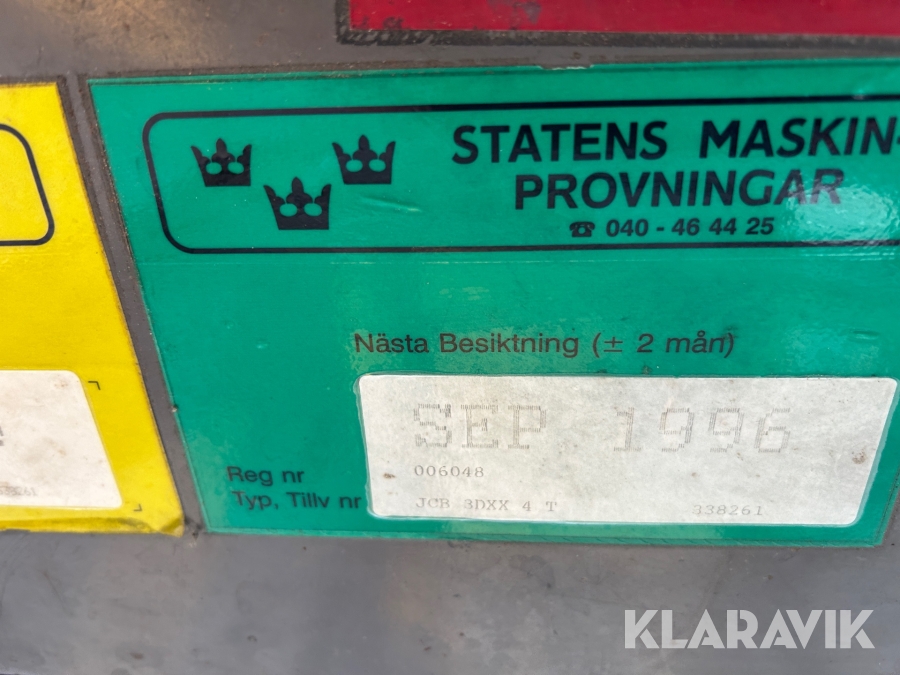 STATENS MASKIN-
PROVNINGAR
☎ 040 - 46 44 25
Nästa Besiktning (± 2 mån)
SEP 1996
Reg nr 006048
Typ, Tillv nr JCB 3DXX 4 T 338261
KLARAVIK